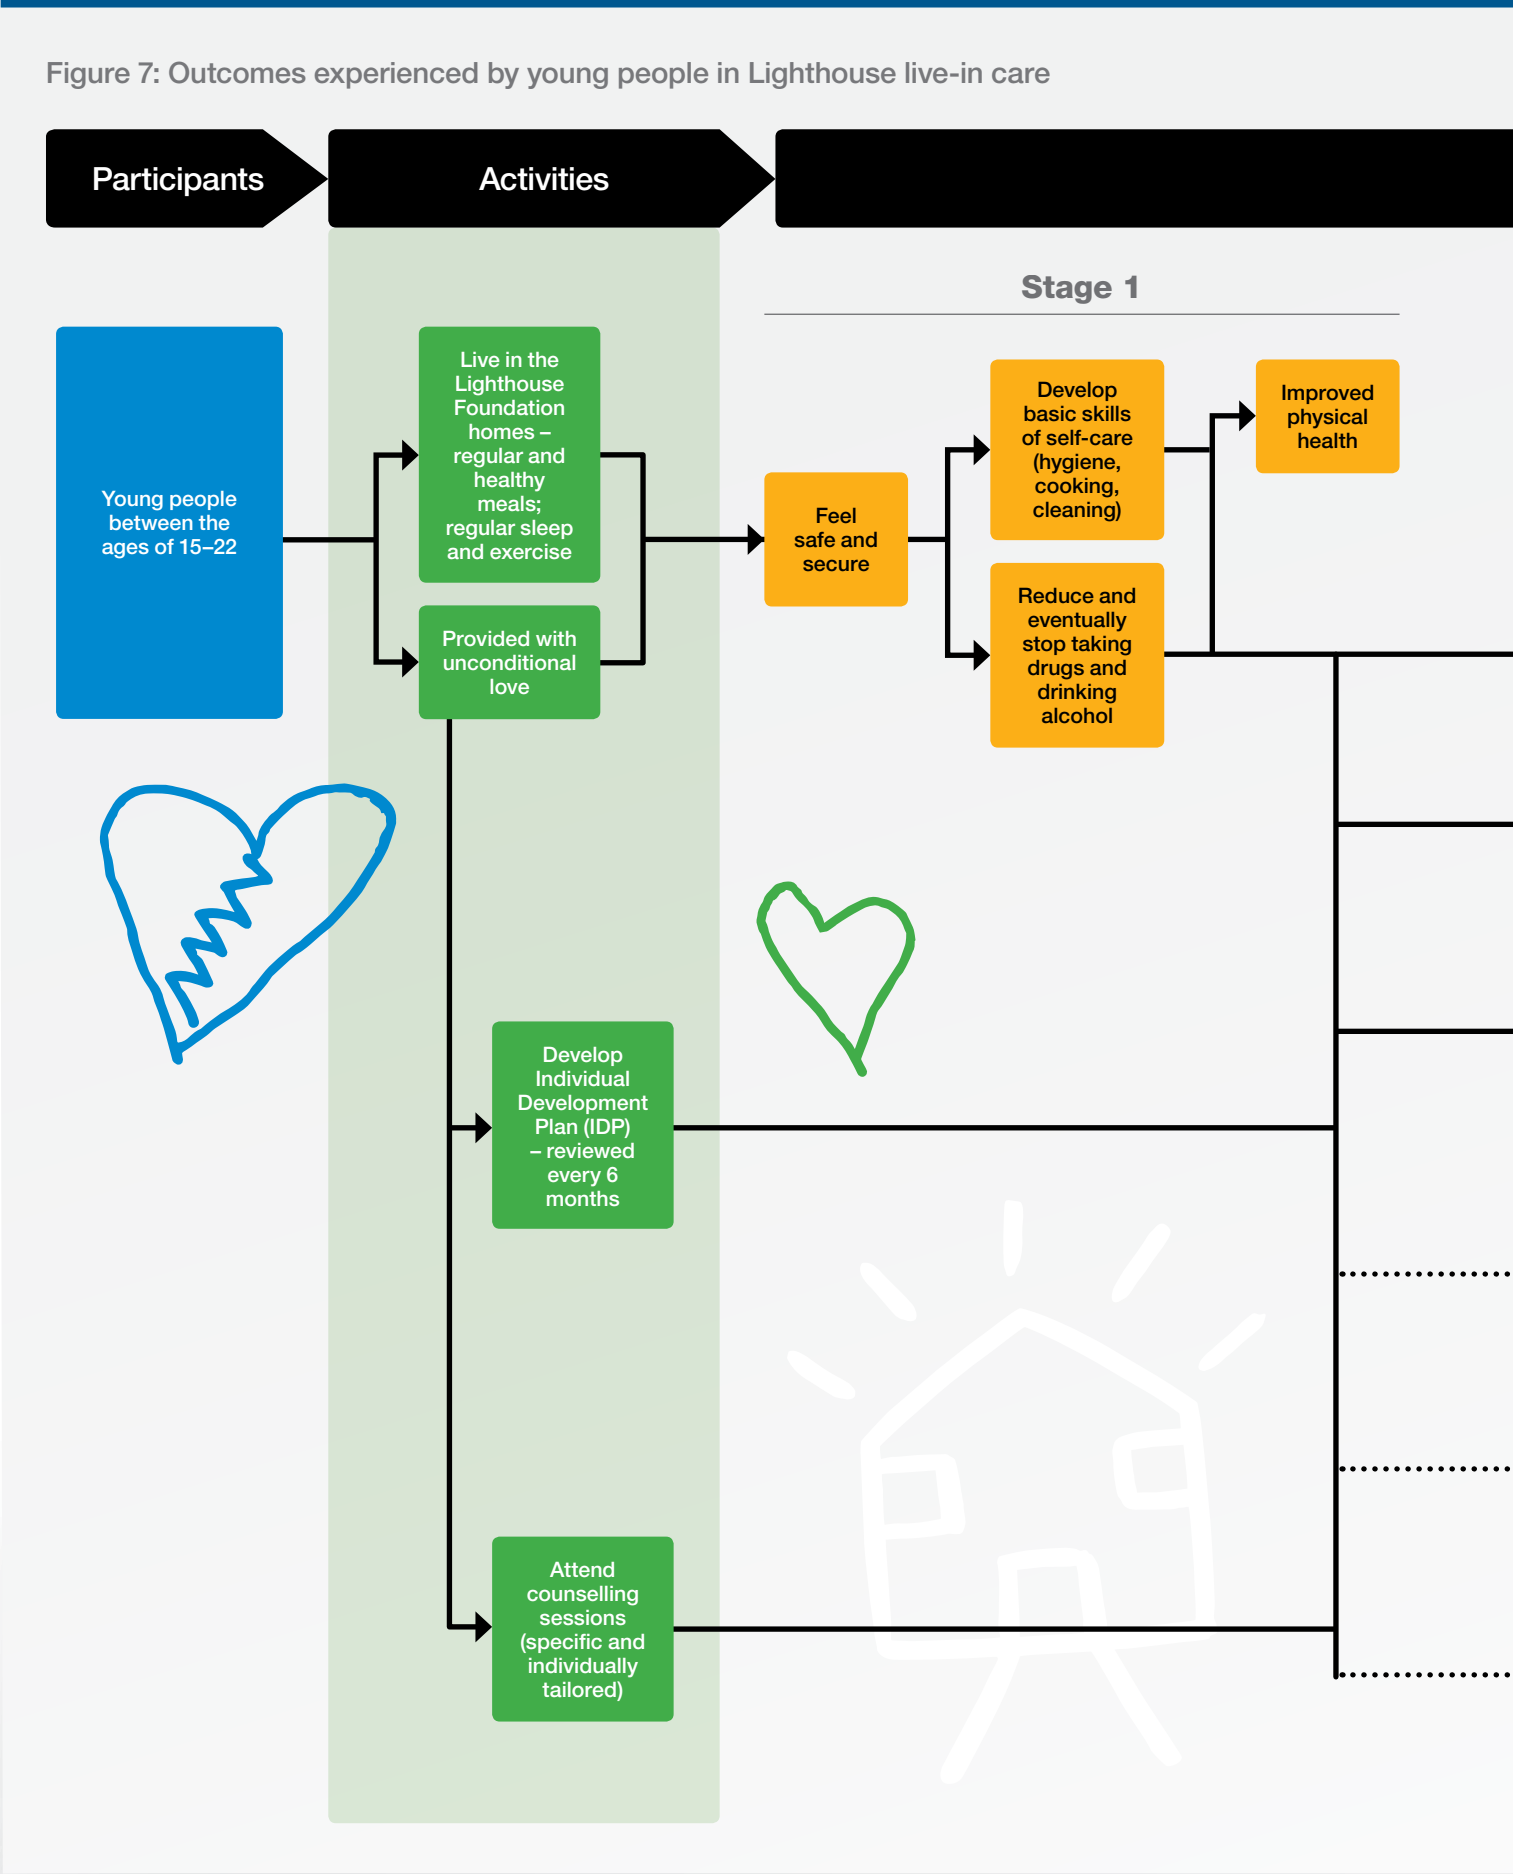 Figure 7: Outcomes experienced by young people in Lighthouse live-in care
Participants
Activities
Stage 1
Young people
between the
ages of 15–22
Live in the
Lighthouse
Foundation
homes –
regular and
healthy
meals;
regular sleep
and exercise
Provided with
unconditional
love
Feel
safe and
secure
Develop
basic skills
of self-care
(hygiene,
cooking,
cleaning)
Improved
physical
health
Reduce and
eventually
stop taking
drugs and
drinking
alcohol
Develop
Individual
Development
Plan (IDP)
– reviewed
every 6
months
Attend
counselling
sessions
(specific and
individually
tailored)